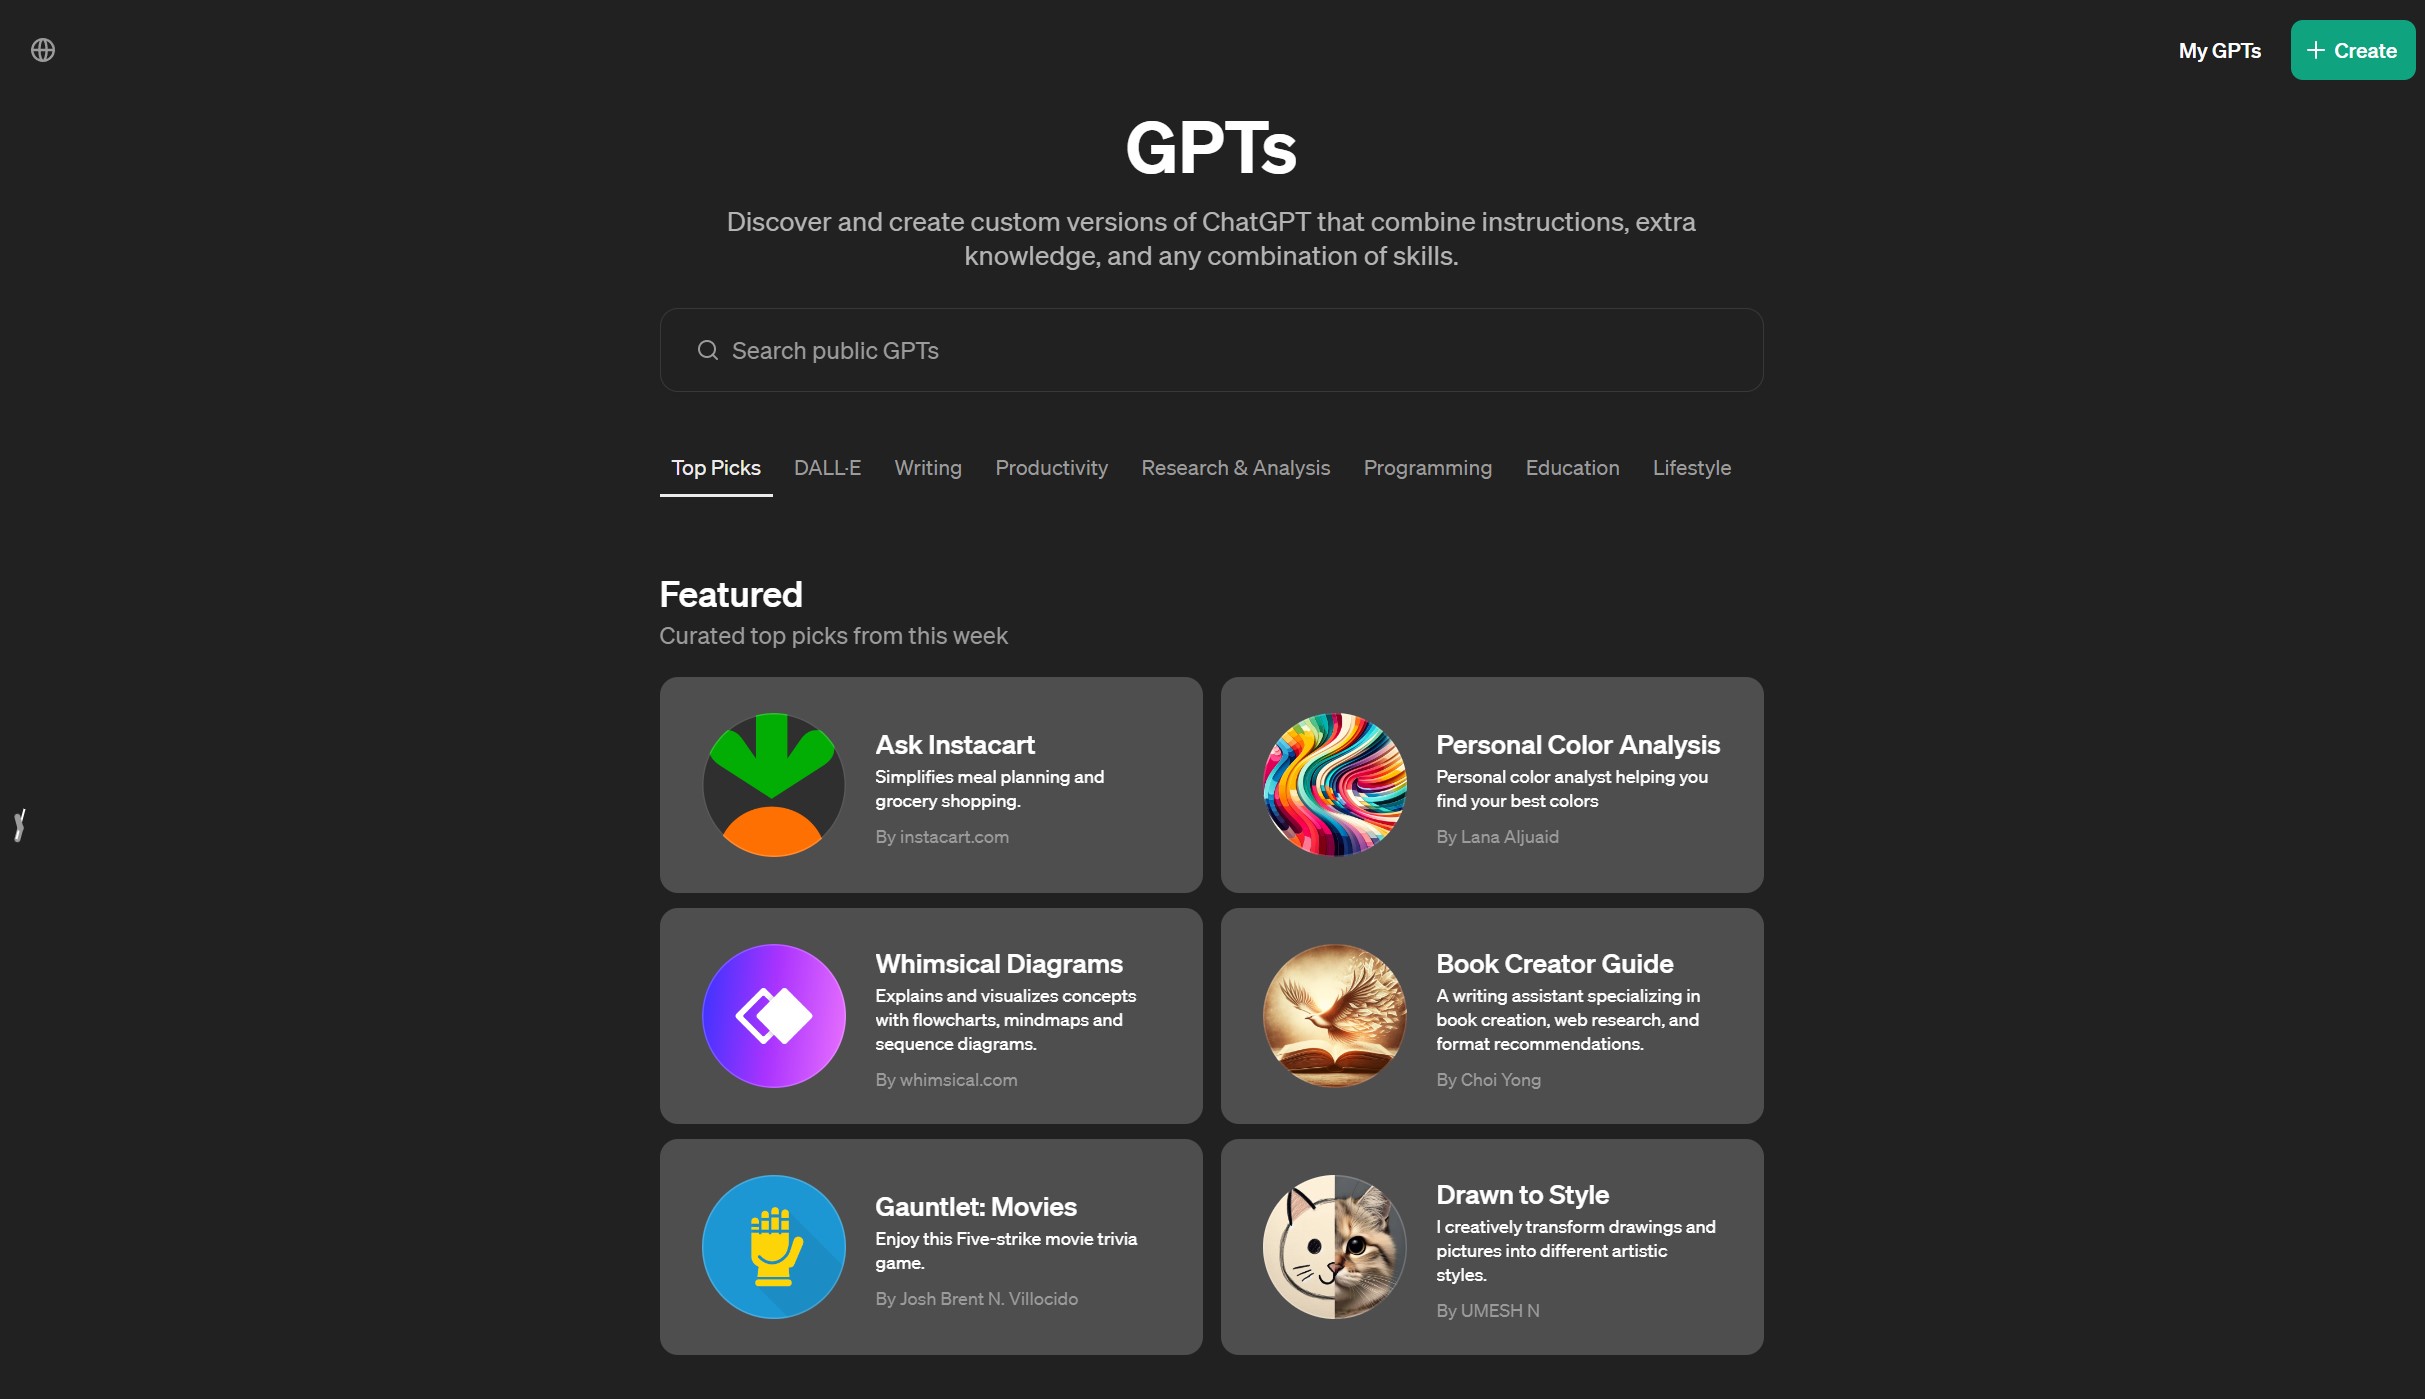 My GPTs
Create
GPTs
Discover and create custom versions of ChatGPT that combine instructions, extra
knowledge, and any combination of skills.
Search public GPTs
Top Picks
DALL·E
Writing
Productivity
Research & Analysis
Programming
Education
Lifestyle
Featured
Curated top picks from this week
Ask Instacart
Simplifies meal planning and
grocery shopping.
By instacart.com
Personal Color Analysis
Personal color analyst helping you
find your best colors
By Lana Aljuaid
Whimsical Diagrams
Explains and visualizes concepts
with flowcharts, mindmaps and
sequence diagrams.
By whimsical.com
Book Creator Guide
A writing assistant specializing in
book creation, web research, and
format recommendations.
By Choi Yong
Gauntlet: Movies
Enjoy this Five-strike movie trivia
game.
By Josh Brent N. Villocido
Drawn to Style
I creatively transform drawings and
pictures into different artistic
styles.
By UMESH N